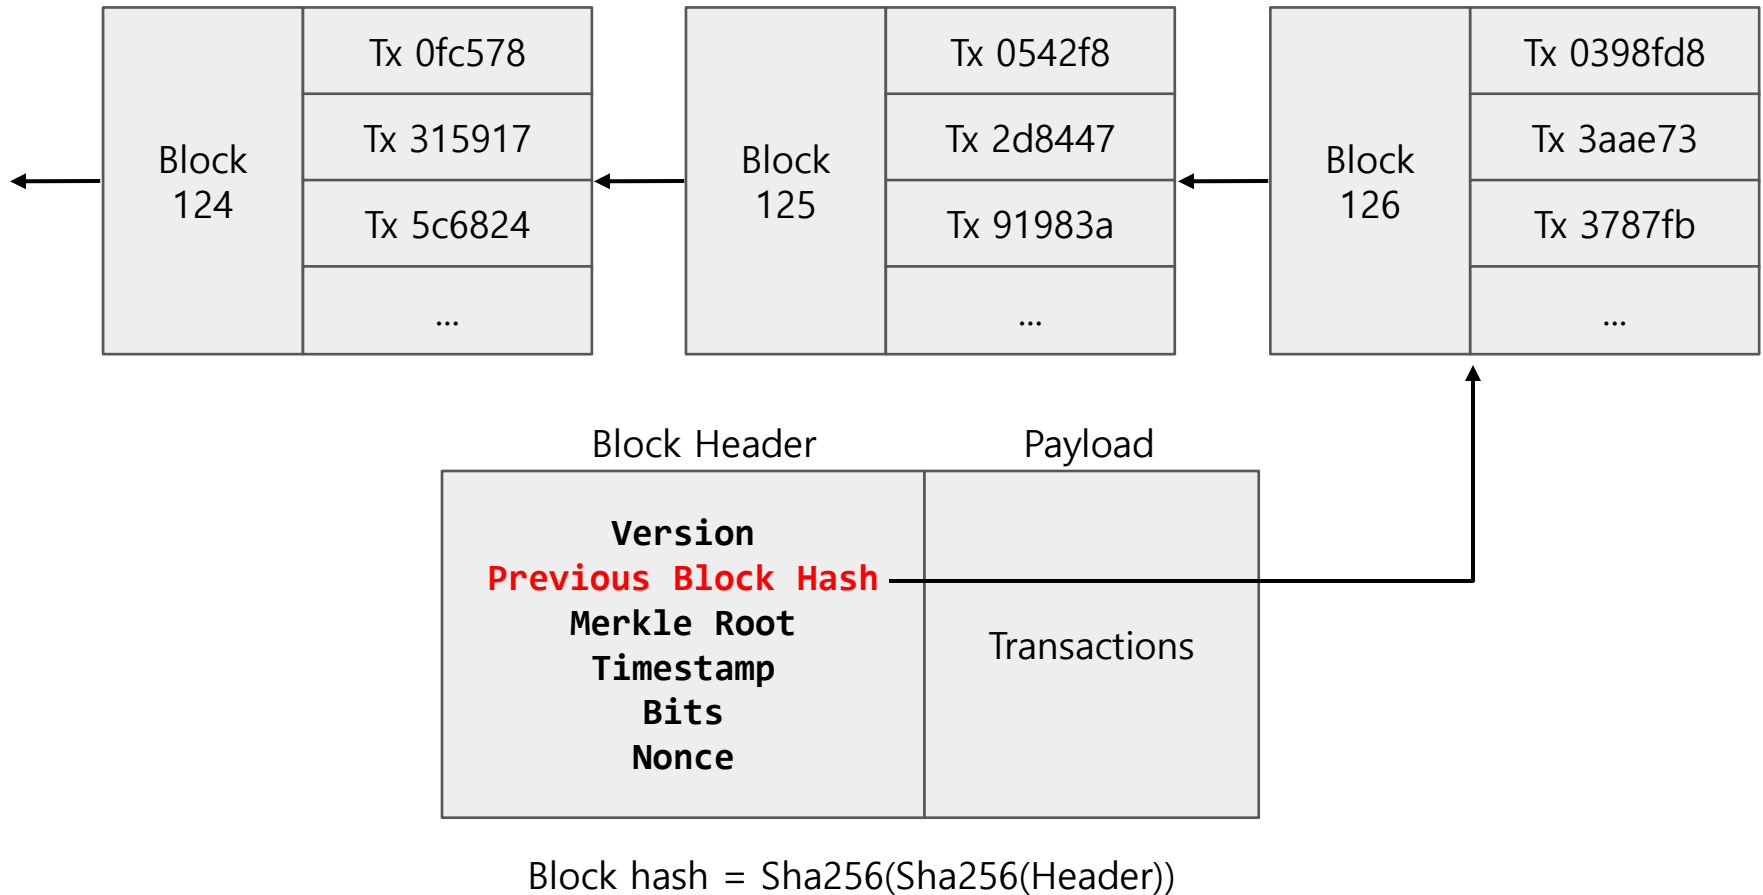 Block
124
Tx 0fc578
Tx 315917
Tx 5c6824
...
Block
125
Tx 0542f8
Tx 2d8447
Tx 91983a
...
Block
126
Tx 0398fd8
Tx 3aae73
Tx 3787fb
...
Block Header
Payload
Version
Previous Block Hash
Merkle Root
Timestamp
Bits
Nonce
Transactions
Block hash = Sha256(Sha256(Header))